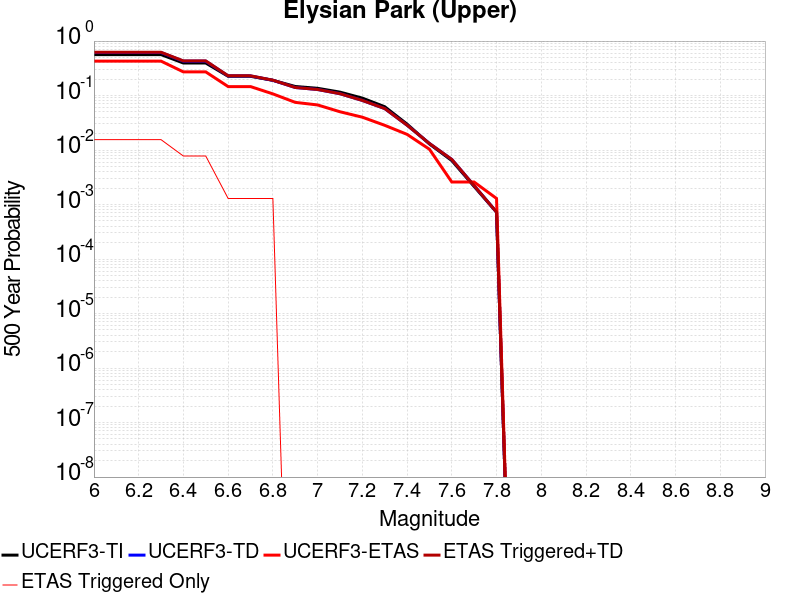 Elysian Park (Upper)
10^0
10^-1
10^-2
10^-3
10^-4
10^-5
10^-6
10^-7
10^-8
500 Year Probability
6 6.2 6.4 6.6 6.8 7 7.2 7.4 7.6 7.8 8 8.2 8.4 8.6 8.8 9
Magnitude
UCERF3-TI UCERF3-TD UCERF3-ETAS ETAS Triggered+TD
ETAS Triggered Only